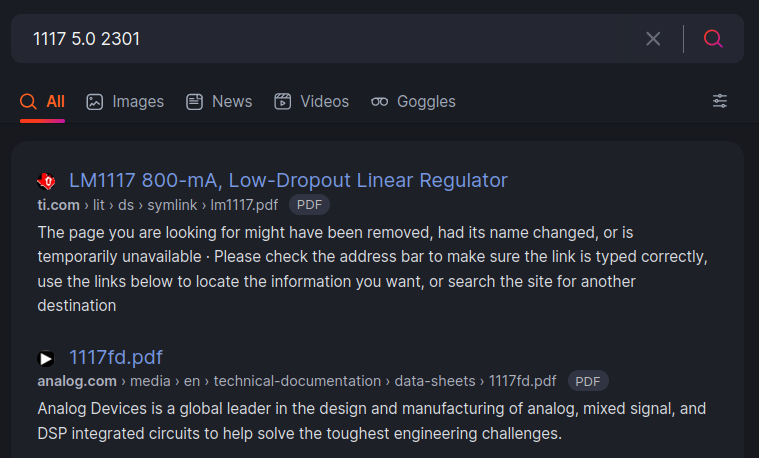 1117 5.0 2301
All Images News Videos Goggles
LM1117 800-mA, Low-Dropout Linear Regulator
ti.com › lit › ds › symlink › lm1117.pdf PDF
The page you are looking for might have been removed, had its name changed, or is
temporarily unavailable · Please check the address bar to make sure the link is typed correctly,
use the links below to locate the information you want, or search the site for another
destination
1117fd.pdf
analog.com › media › en › technical-documentation › data-sheets › 1117fd.pdf PDF
Analog Devices is a global leader in the design and manufacturing of analog, mixed signal, and
DSP integrated circuits to help solve the toughest engineering challenges.